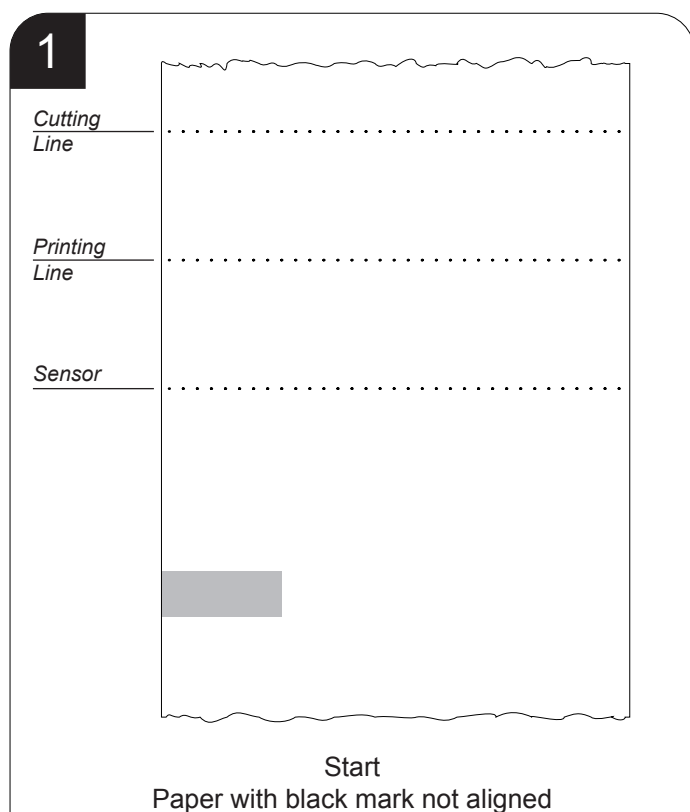 1
Cutting
Line
Printing
Line
Sensor
Start
Paper with black mark not aligned